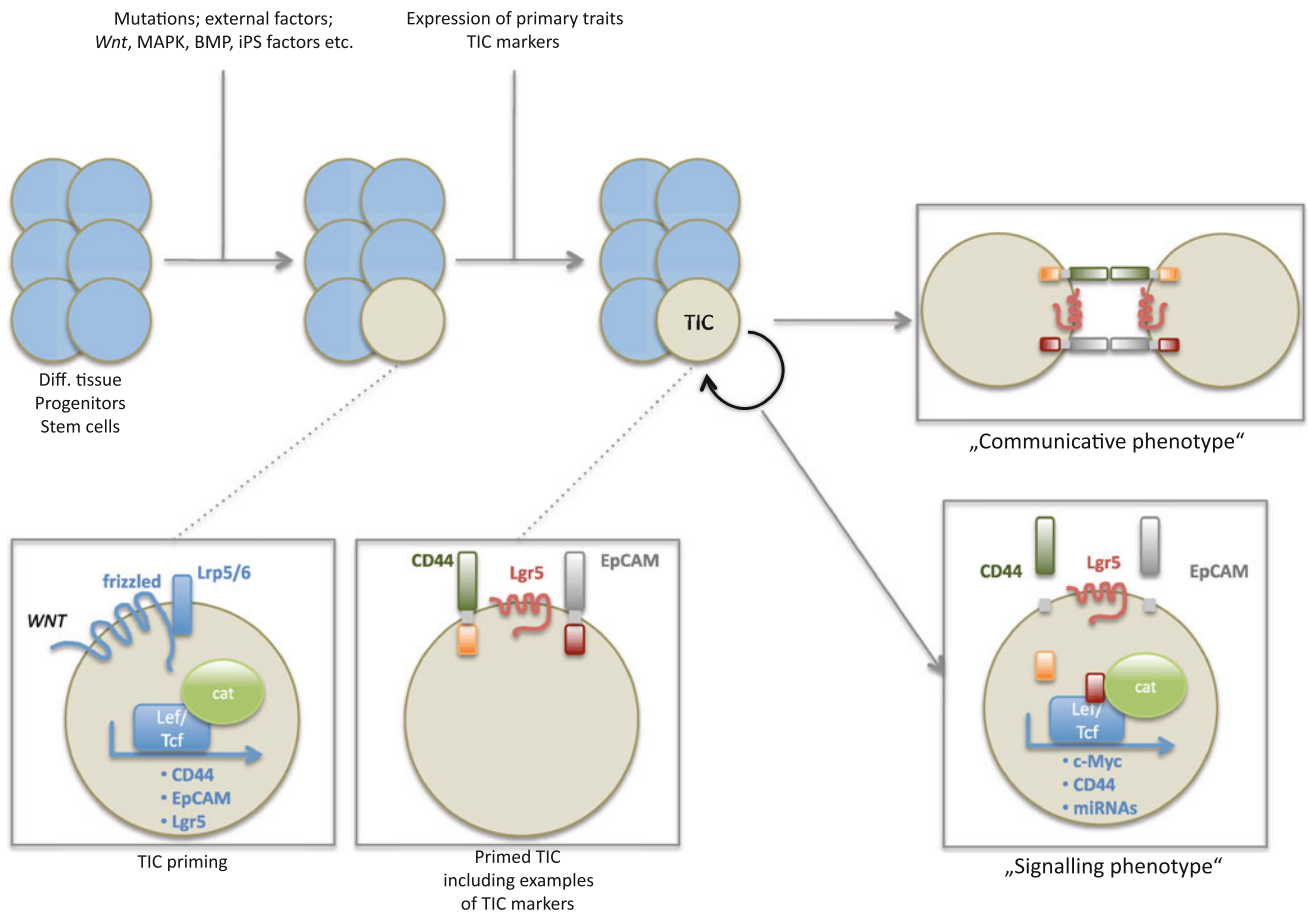 Mutations; external factors;
Wnt, MAPK, BMP, iPS factors etc.
Expression of primary traits
TIC markers
TIC
Diff. tissue
Progenitors
Stem cells
„Communicative phenotype“
WNT
frizzled
Lrp5/6
cat
Lef/
Tcf
• CD44
• EpCAM
• Lgr5
TIC priming
CD44
Lgr5
EpCAM
Primed TIC
including examples
of TIC markers
CD44
Lgr5
EpCAM
cat
Lef/
Tcf
• c-Myc
• CD44
• miRNAs
„Signalling phenotype“